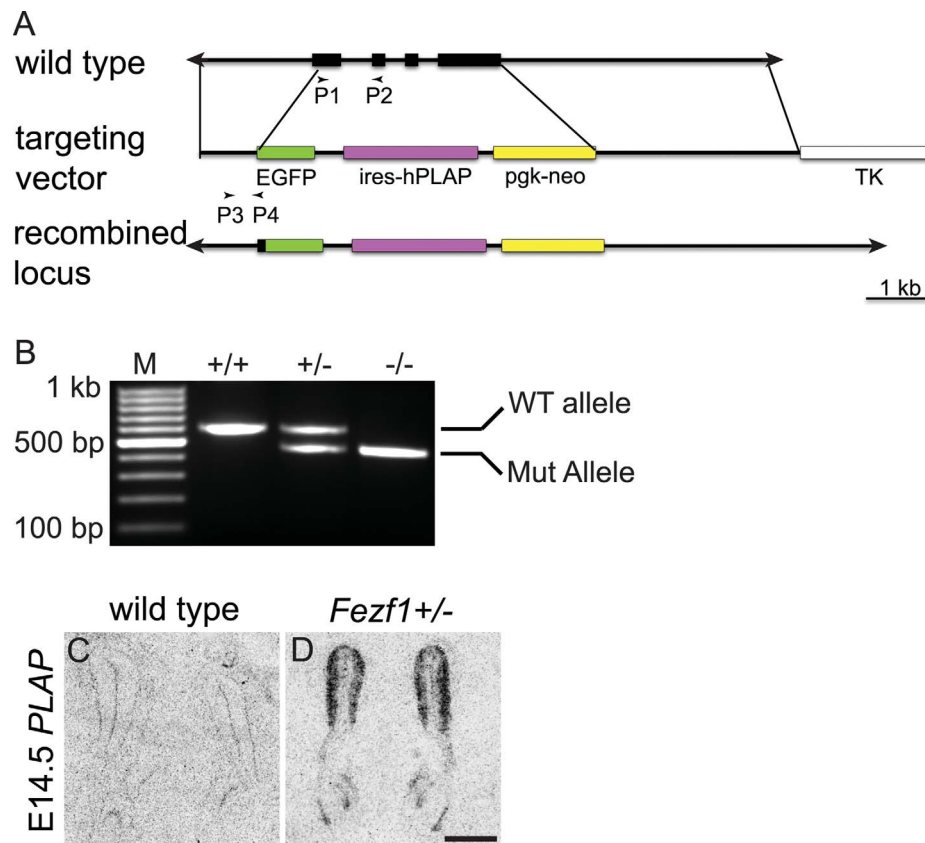 A
wild type
P1 P2
targeting
vector
EGFP ires-hPLAP pgk-neo TK
P3 P4
recombined
locus
1 kb
B
M +/+ +/- -/-
1 kb
WT allele
500 bp
Mut Allele
100 bp
wild type Fezf1+/-
C D
E14.5 PLAP